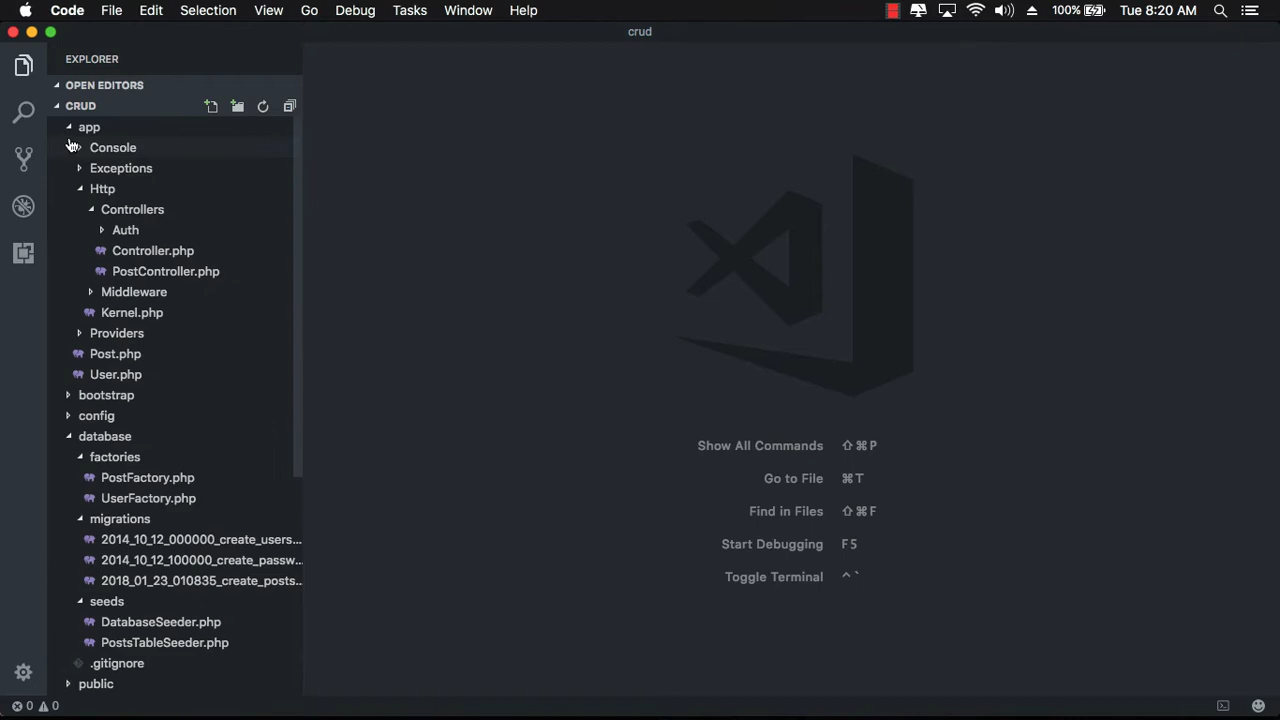 Code File Edit Selection View Go Debug Tasks Window Help 100% Tue 8:20 AM
crud
EXPLORER
OPEN EDITORS
CRUD
app
Console
Exceptions
Http
Controllers
Auth
Controller.php
PostController.php
Middleware
Kernel.php
Providers
Post.php
User.php
bootstrap
config
database
factories
PostFactory.php
UserFactory.php
migrations
2014_10_12_000000_create_users...
2014_10_12_100000_create_passw...
2018_01_23_010835_create_posts...
seeds
DatabaseSeeder.php
PostsTableSeeder.php
.gitignore
public
Show All Commands ⇧⌘P
Go to File ⌘T
Find in Files ⇧⌘F
Start Debugging F5
Toggle Terminal ⌃`
0 0